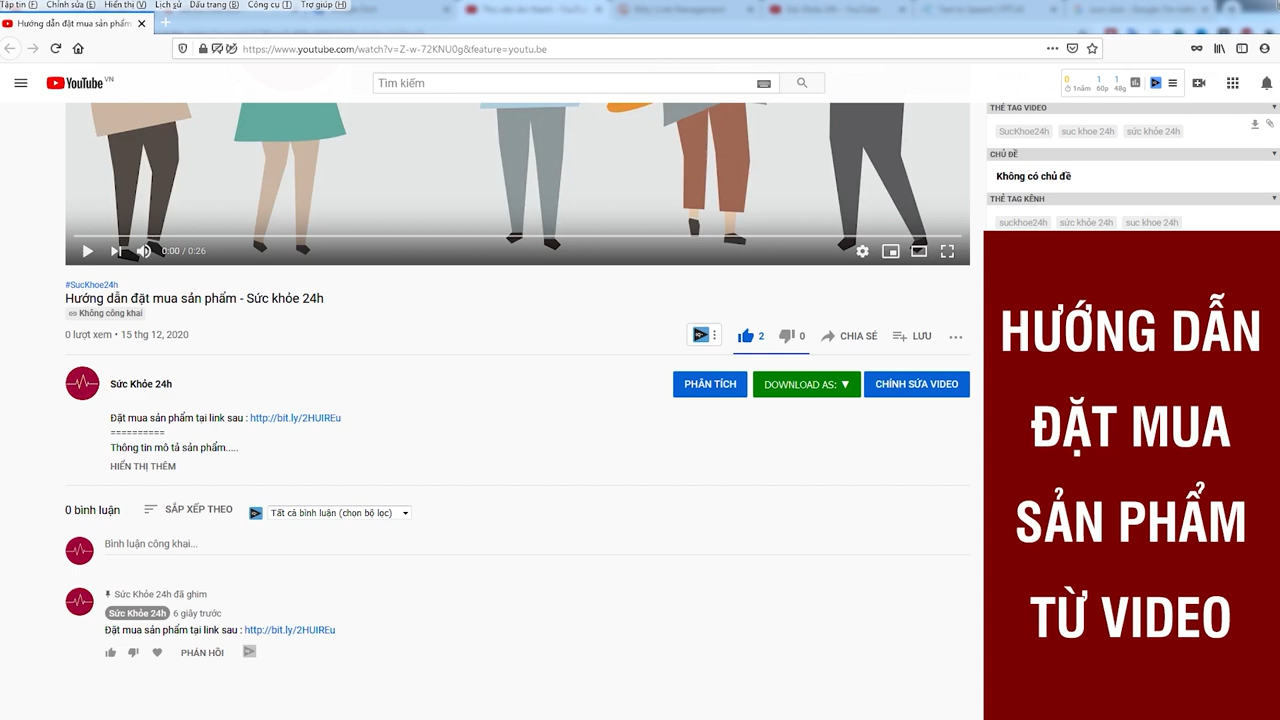 Tập tin (F) Chỉnh sửa (E) Hiển thị (V) Lịch sử Dấu trang (B) Công cụ (T) Trợ giúp (H)
Hướng dẫn đặt mua sản phẩm
https://www.youtube.com/watch?v=Z-w-72KNU0g&feature=youtu.be
YouTube VN
Tìm kiếm
0 1 1
1năm 60p 48g
THẺ TAG VIDEO
SucKhoe24h suc khoe 24h sức khỏe 24h
CHỦ ĐỀ
Không có chủ đề
THẺ TAG KÊNH
suckhoe24h sức khỏe 24h suc khoe 24h
0:00 / 0:26
#SucKhoe24h
Hướng dẫn đặt mua sản phẩm - Sức khỏe 24h
Không công khai
0 lượt xem • 15 thg 12, 2020
2 0 CHIA SẺ LƯU
Sức Khỏe 24h
PHÂN TÍCH DOWNLOAD AS: ▼ CHỈNH SỬA VIDEO
Đặt mua sản phẩm tại link sau : http://bit.ly/2HUIREu
==========
Thông tin mô tả sản phẩm.....
HIỂN THỊ THÊM
0 bình luận SẮP XẾP THEO Tất cả bình luận (chọn bộ lọc)
Bình luận công khai...
Sức Khỏe 24h đã ghim
Sức Khỏe 24h 6 giây trước
Đặt mua sản phẩm tại link sau : http://bit.ly/2HUIREu
PHẢN HỒI
HƯỚNG DẪN
ĐẶT MUA
SẢN PHẨM
TỪ VIDEO